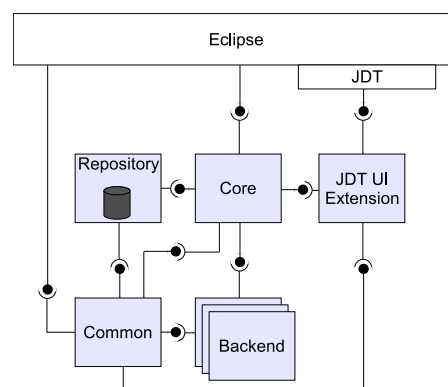 Eclipse
JDT
Repository
Core
JDT UI
Extension
Common
Backend